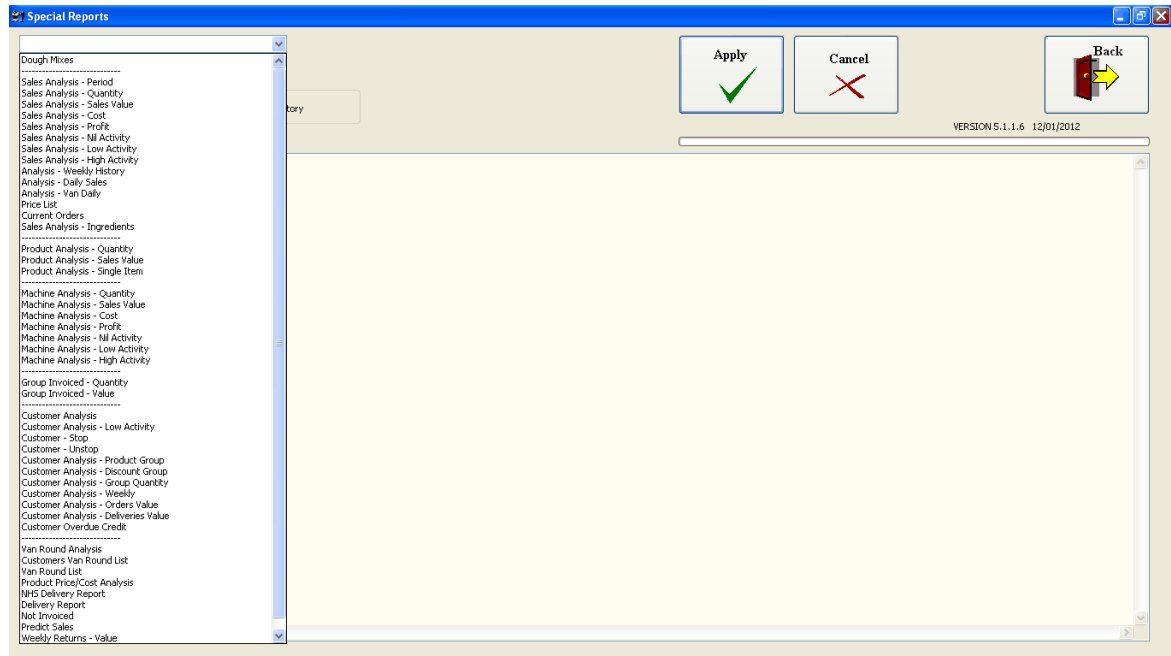 Special Reports
Apply
Cancel
Back
VERSION 5.1.1.6 12/01/2012
tory
Dough Mixes
----------------------------
Sales Analysis - Period
Sales Analysis - Quantity
Sales Analysis - Sales Value
Sales Analysis - Cost
Sales Analysis - Profit
Sales Analysis - Nil Activity
Sales Analysis - Low Activity
Sales Analysis - High Activity
Analysis - Weekly History
Analysis - Daily Sales
Analysis - Van Daily
Price List
Current Orders
Sales Analysis - Ingredients
----------------------------
Product Analysis - Quantity
Product Analysis - Sales Value
Product Analysis - Single Item
----------------------------
Machine Analysis - Quantity
Machine Analysis - Sales Value
Machine Analysis - Cost
Machine Analysis - Profit
Machine Analysis - Nil Activity
Machine Analysis - Low Activity
Machine Analysis - High Activity
----------------------------
Group Invoiced - Quantity
Group Invoiced - Value
----------------------------
Customer Analysis
Customer Analysis - Low Activity
Customer - Stop
Customer - Unstop
Customer Analysis - Product Group
Customer Analysis - Discount Group
Customer Analysis - Group Quantity
Customer Analysis - Weekly
Customer Analysis - Orders Value
Customer Analysis - Deliveries Value
Customer Overdue Credit
----------------------------
Van Round Analysis
Customers Van Round List
Van Round List
Product Price/Cost Analysis
NHS Delivery Report
Delivery Report
Not Invoiced
Predict Sales
Weekly Returns - Value